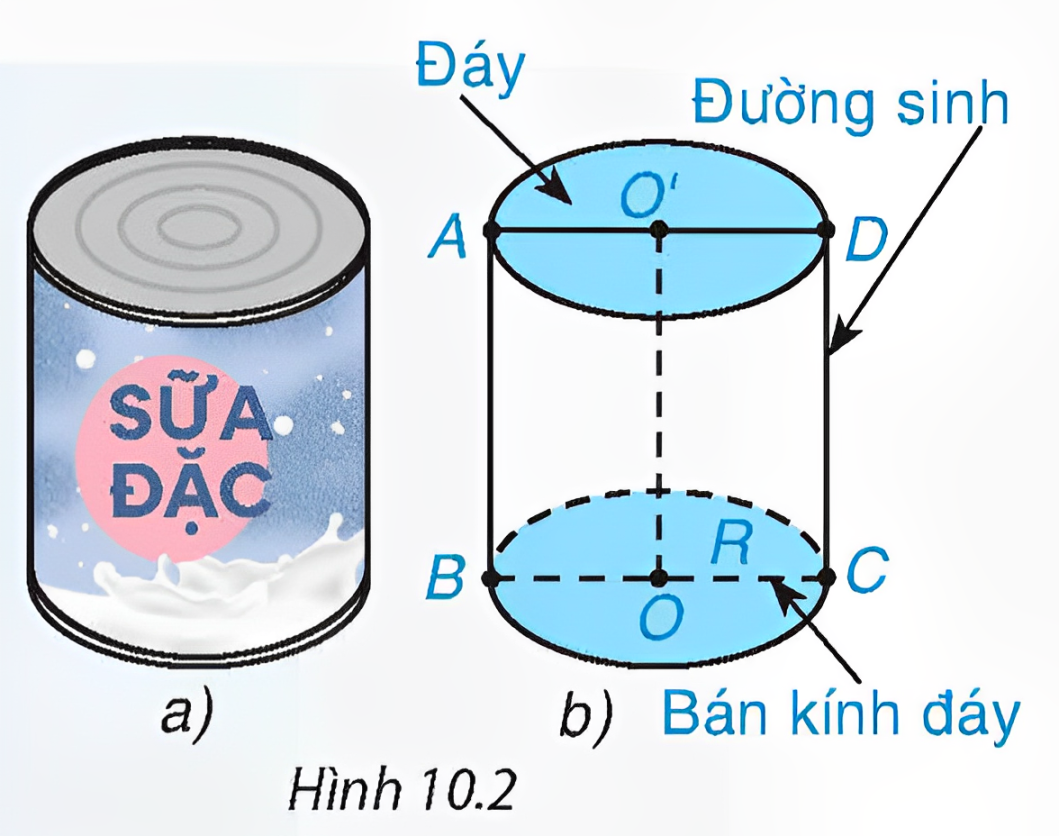 Đáy
Đường sinh
O'
A
D
SỮA
ĐẶC
R
B
C
O
a)
b)
Bán kính đáy
Hình 10.2